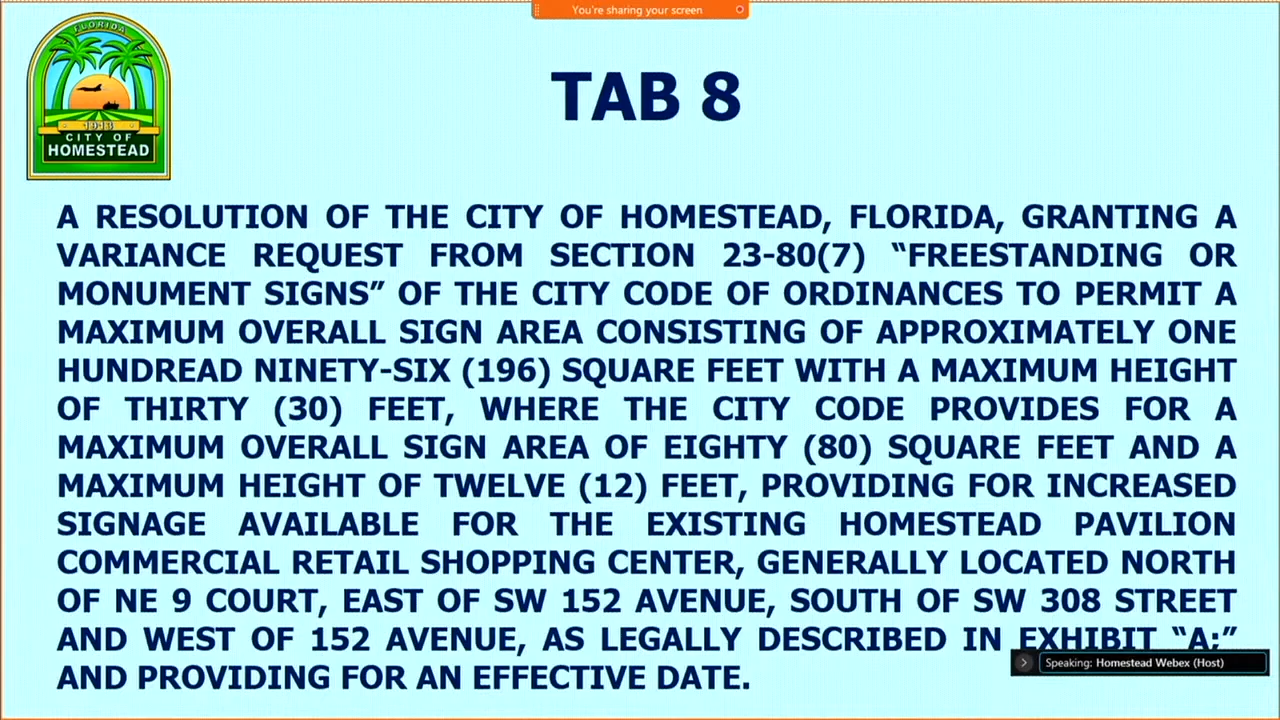 You're sharing your screen
FLORIDA
1913
CITY OF
HOMESTEAD
TAB 8
A RESOLUTION OF THE CITY OF HOMESTEAD, FLORIDA, GRANTING A
VARIANCE REQUEST FROM SECTION 23-80(7) “FREESTANDING OR
MONUMENT SIGNS” OF THE CITY CODE OF ORDINANCES TO PERMIT A
MAXIMUM OVERALL SIGN AREA CONSISTING OF APPROXIMATELY ONE
HUNDREAD NINETY-SIX (196) SQUARE FEET WITH A MAXIMUM HEIGHT
OF THIRTY (30) FEET, WHERE THE CITY CODE PROVIDES FOR A
MAXIMUM OVERALL SIGN AREA OF EIGHTY (80) SQUARE FEET AND A
MAXIMUM HEIGHT OF TWELVE (12) FEET, PROVIDING FOR INCREASED
SIGNAGE AVAILABLE FOR THE EXISTING HOMESTEAD PAVILION
COMMERCIAL RETAIL SHOPPING CENTER, GENERALLY LOCATED NORTH
OF NE 9 COURT, EAST OF SW 152 AVENUE, SOUTH OF SW 308 STREET
AND WEST OF 152 AVENUE, AS LEGALLY DESCRIBED IN EXHIBIT “A;”
AND PROVIDING FOR AN EFFECTIVE DATE.
Speaking: Homestead Webex (Host)